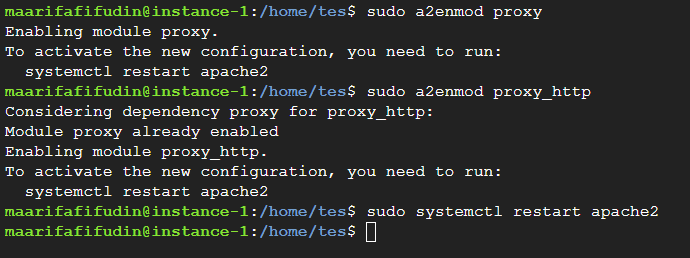 maarifafifudin@instance-1:/home/tes$ sudo a2enmod proxy
Enabling module proxy.
To activate the new configuration, you need to run:
  systemctl restart apache2
maarifafifudin@instance-1:/home/tes$ sudo a2enmod proxy_http
Considering dependency proxy for proxy_http:
Module proxy already enabled
Enabling module proxy_http.
To activate the new configuration, you need to run:
  systemctl restart apache2
maarifafifudin@instance-1:/home/tes$ sudo systemctl restart apache2
maarifafifudin@instance-1:/home/tes$